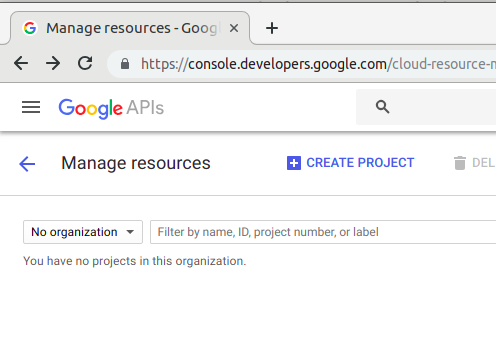 Manage resources - Goog
https://console.developers.google.com/cloud-resource-m
Google APIs
Manage resources
CREATE PROJECT
DEL
No organization
Filter by name, ID, project number, or label
You have no projects in this organization.